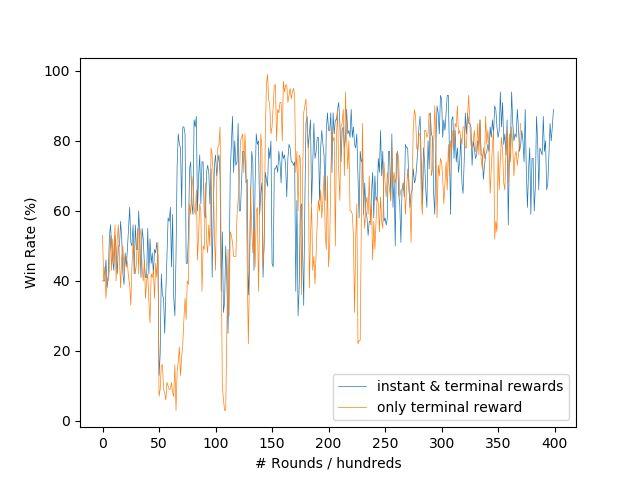 100
80
60
40
20
0
Win Rate (%)
instant & terminal rewards
only terminal reward
0 50 100 150 200 250 300 350 400
# Rounds / hundreds